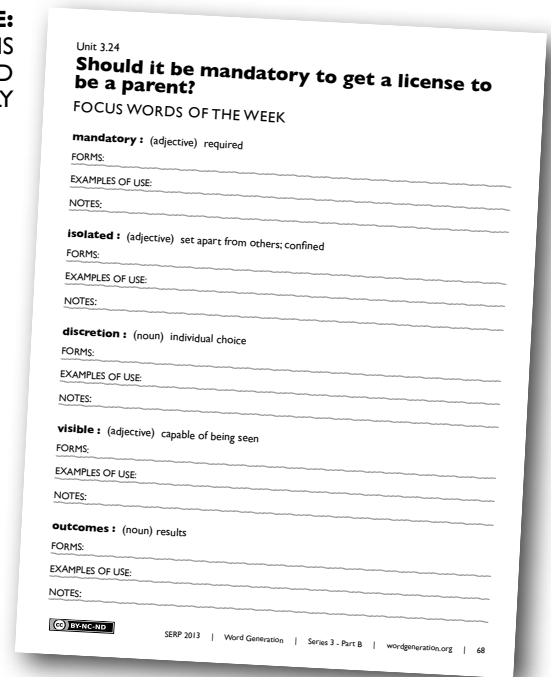 E:
IS
D
LY
Unit 3.24
Should it be mandatory to get a license to
be a parent?
FOCUS WORDS OF THE WEEK
mandatory : (adjective) required
FORMS:
EXAMPLES OF USE:
NOTES:
isolated : (adjective) set apart from others; confined
FORMS:
EXAMPLES OF USE:
NOTES:
discretion : (noun) individual choice
FORMS:
EXAMPLES OF USE:
NOTES:
visible : (adjective) capable of being seen
FORMS:
EXAMPLES OF USE:
NOTES:
outcomes : (noun) results
FORMS:
EXAMPLES OF USE:
NOTES:
cc BY-NC-ND
SERP 2013 | Word Generation | Series 3 - Part B | wordgeneration.org | 68